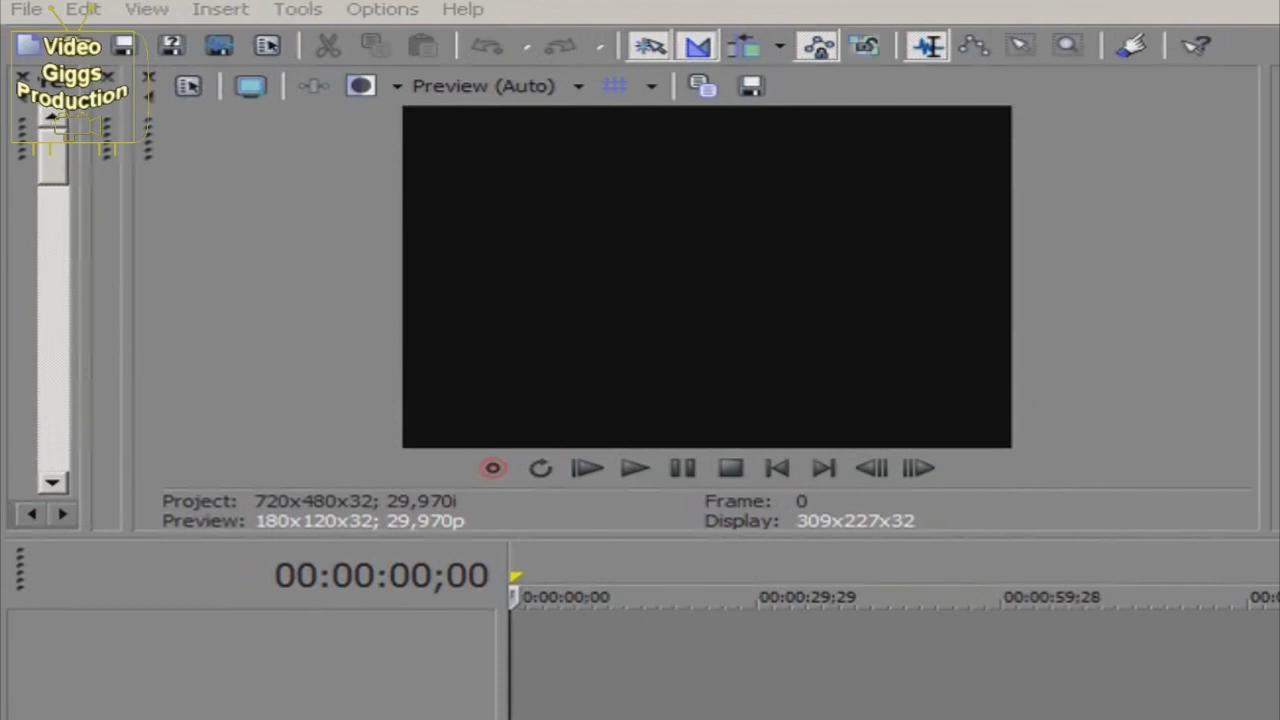 File Edit View Insert Tools Options Help
Video
Giggs
Production
Preview (Auto)
Project: 720x480x32; 29,970i
Frame: 0
Preview: 180x120x32; 29,970p
Display: 309x227x32
00:00:00;00
0:00:00;00 00:00:29;29 00:00:59;28